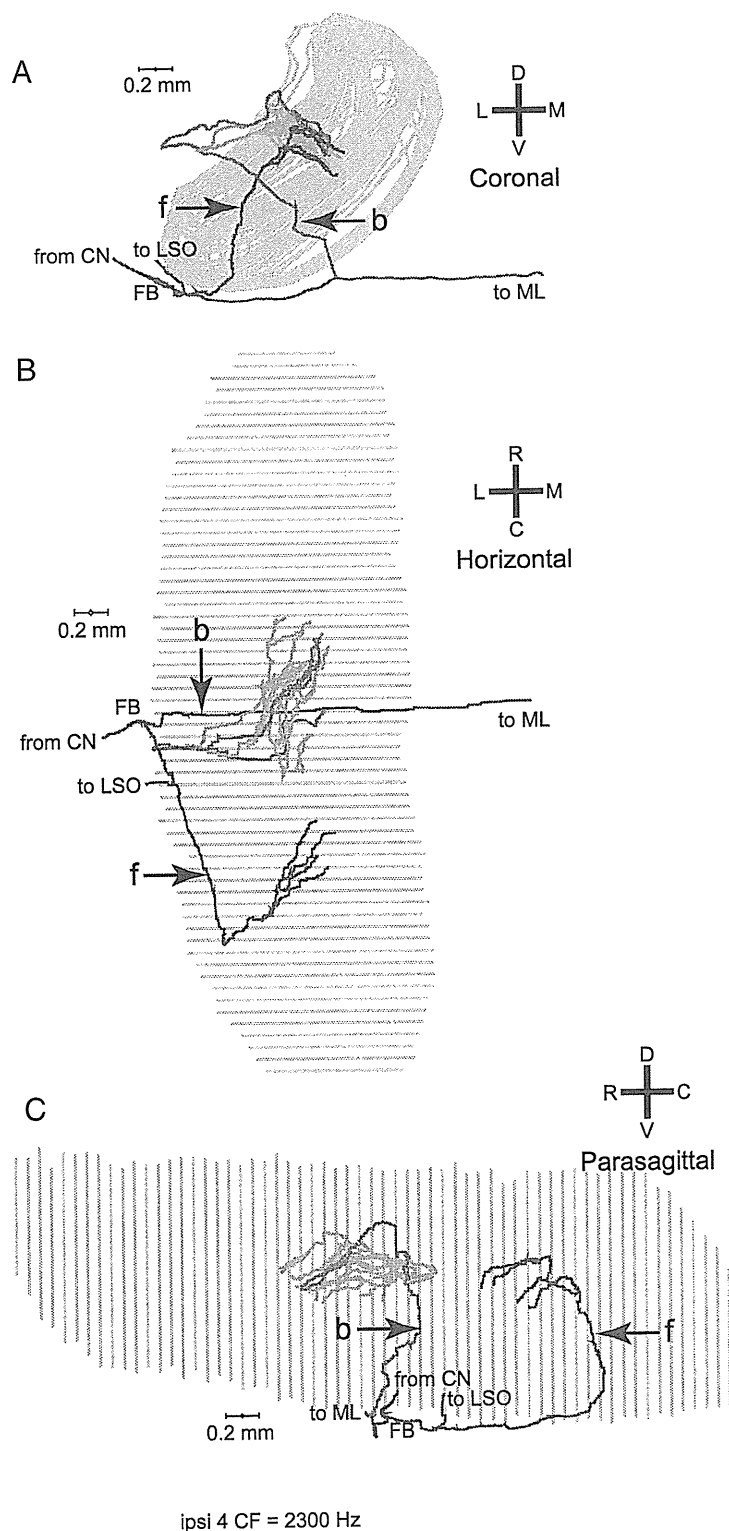 A
0.2 mm
D
L M
V
Coronal
f
b
to LSO
from CN
FB
to ML
B
R
L M
C
Horizontal
0.2 mm
b
FB
from CN
to ML
to LSO
f
C
D
R C
V
Parasagittal
b
f
from CN
to LSO
to ML
FB
0.2 mm
ipsi 4 CF = 2300 Hz